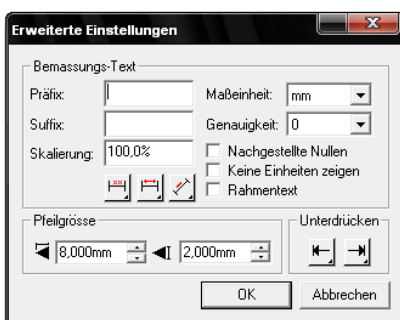 Erweiterte Einstellungen
Bemassungs-Text
Präfix:
Maßeinheit: mm
Suffix:
Genauigkeit: 0
Skalierung: 100,0%
Nachgestellte Nullen
Keine Einheiten zeigen
Rahmentext
Pfeilgrösse
Unterdrücken
8,000mm
2,000mm
OK
Abbrechen